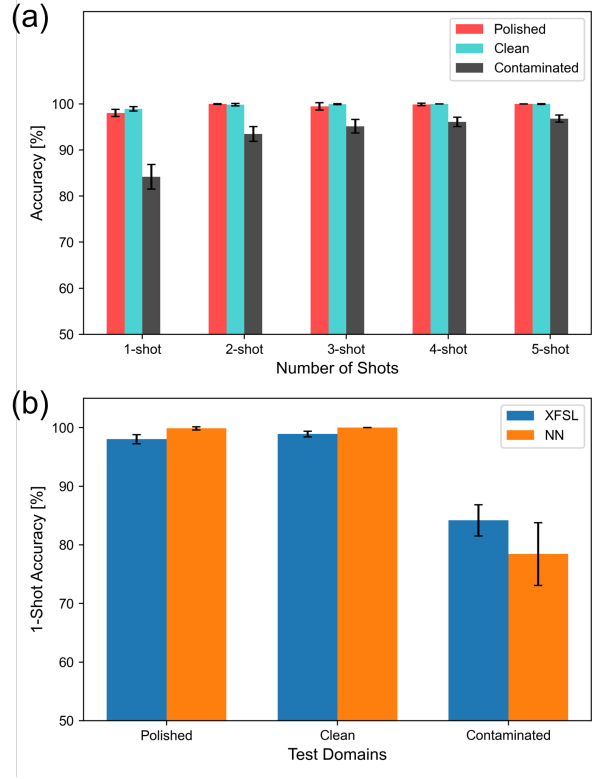 (a)
Polished
Clean
Contaminated
Accuracy [%]
100
90
80
70
60
50
1-shot 2-shot 3-shot 4-shot 5-shot
Number of Shots
(b)
XFSL
NN
1-Shot Accuracy [%]
100
90
80
70
60
50
Polished Clean Contaminated
Test Domains